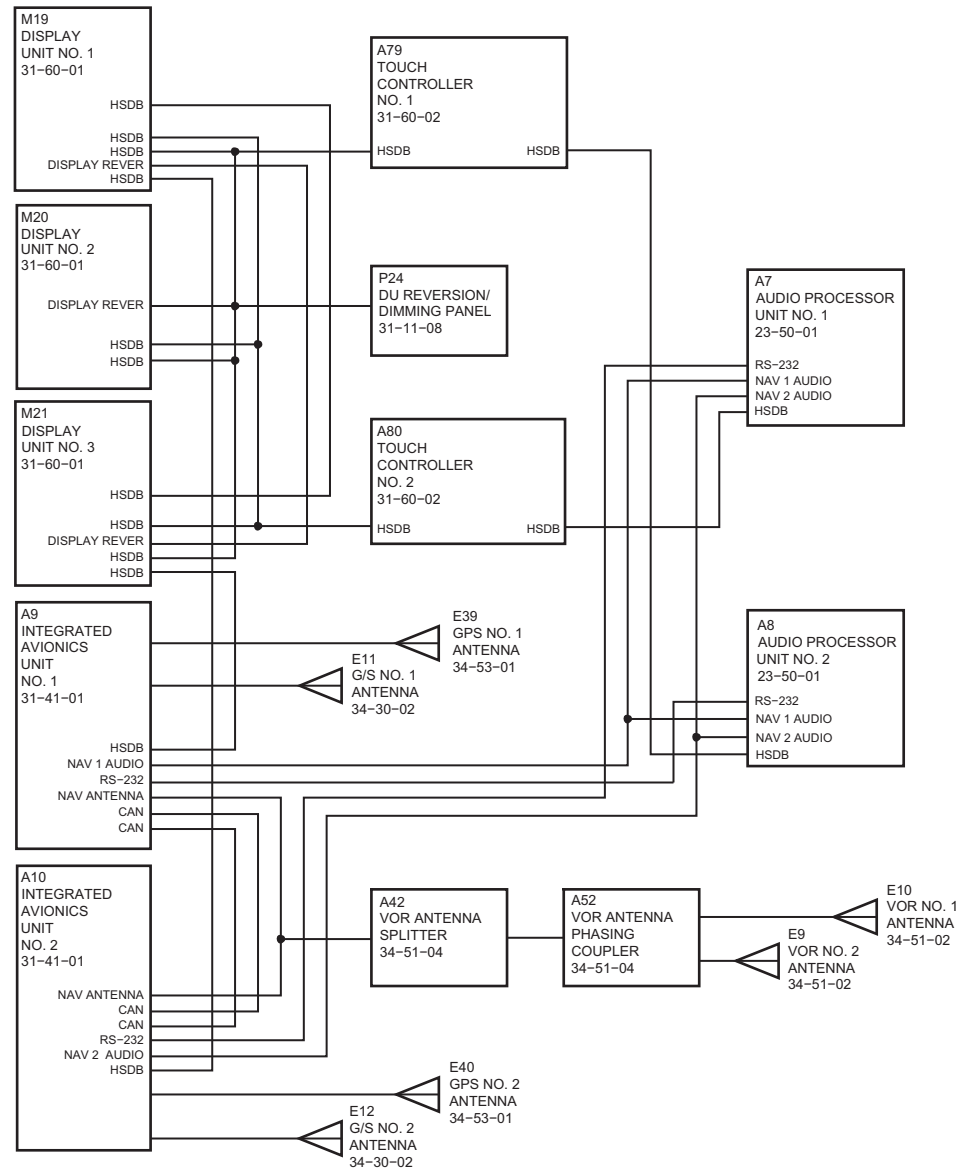 M19
DISPLAY
UNIT NO. 1
31−60−01
HSDB
HSDB
HSDB
DISPLAY REVER
HSDB
A79
TOUCH
CONTROLLER
NO. 1
31−60−02
HSDB
HSDB
M20
DISPLAY
UNIT NO. 2
31−60−01
DISPLAY REVER
HSDB
HSDB
P24
DU REVERSION/
DIMMING PANEL
31−11−08
A7
AUDIO PROCESSOR
UNIT NO. 1
23−50−01
RS−232
NAV 1 AUDIO
NAV 2 AUDIO
HSDB
M21
DISPLAY
UNIT NO. 3
31−60−01
HSDB
HSDB
DISPLAY REVER
HSDB
HSDB
A80
TOUCH
CONTROLLER
NO. 2
31−60−02
HSDB
HSDB
A9
INTEGRATED
AVIONICS
UNIT
NO. 1
31−41−01
HSDB
NAV 1 AUDIO
RS−232
NAV ANTENNA
CAN
CAN
E39
GPS NO. 1
ANTENNA
34−53−01
E11
G/S NO. 1
ANTENNA
34−30−02
A8
AUDIO PROCESSOR
UNIT NO. 2
23−50−01
RS−232
NAV 1 AUDIO
NAV 2 AUDIO
HSDB
A10
INTEGRATED
AVIONICS
UNIT
NO. 2
31−41−01
NAV ANTENNA
CAN
CAN
RS−232
NAV 2 AUDIO
HSDB
A42
VOR ANTENNA
SPLITTER
34−51−04
A52
VOR ANTENNA
PHASING
COUPLER
34−51−04
E10
VOR NO. 1
ANTENNA
34−51−02
E9
VOR NO. 2
ANTENNA
34−51−02
E40
GPS NO. 2
ANTENNA
34−53−01
E12
G/S NO. 2
ANTENNA
34−30−02